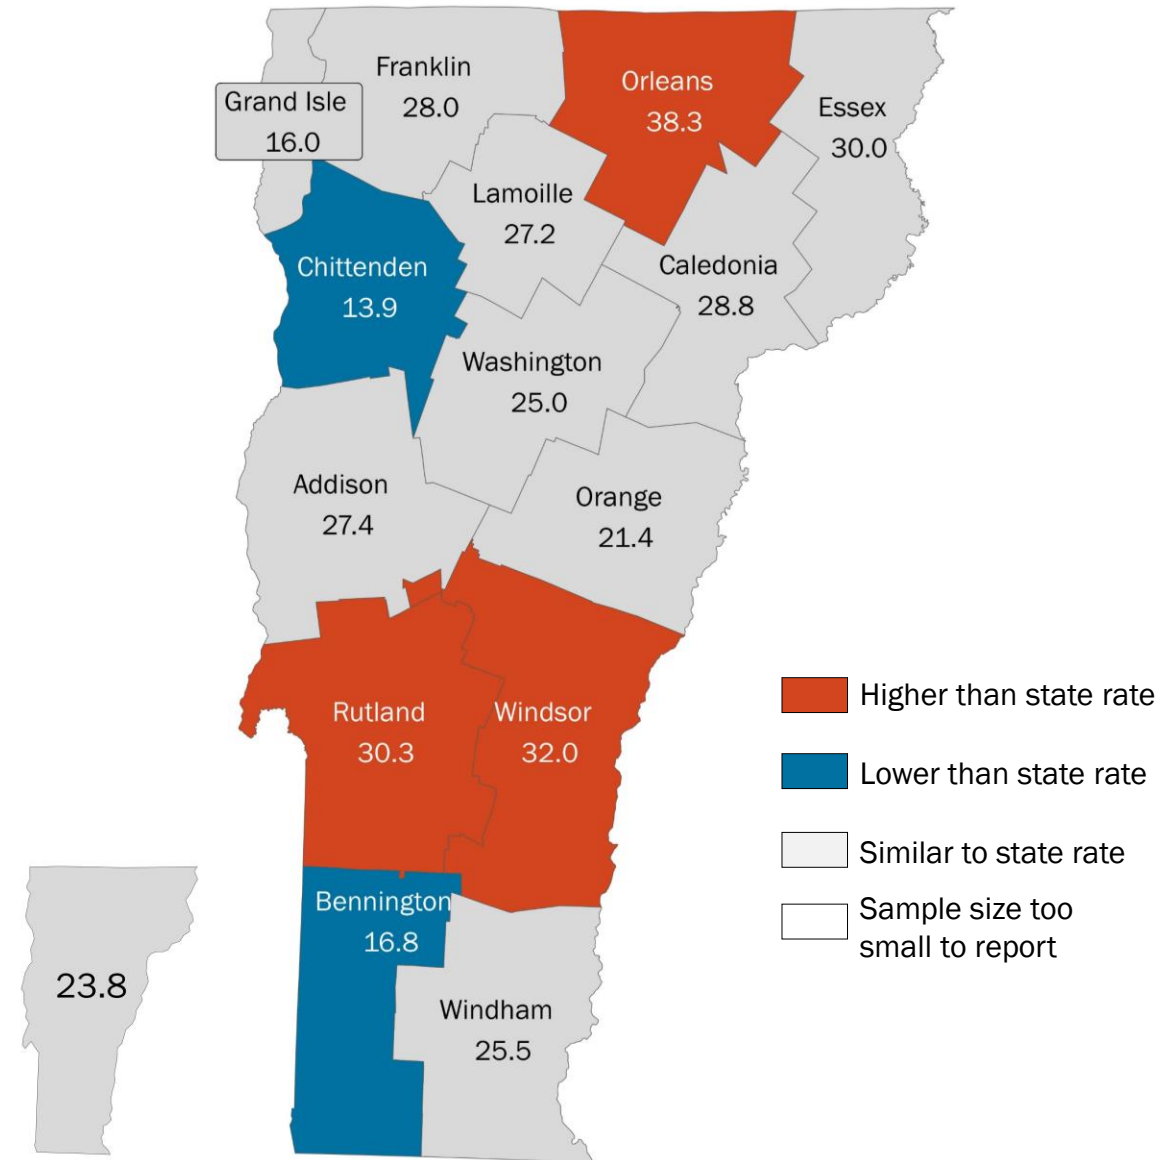 Franklin
28.0
Orleans
38.3
Essex
30.0
Grand Isle
16.0
Lamoille
27.2
Caledonia
28.8
Chittenden
13.9
Washington
25.0
Addison
27.4
Orange
21.4
Rutland
30.3
Windsor
32.0
Bennington
16.8
Windham
25.5
23.8
Higher than state rate
Lower than state rate
Similar to state rate
Sample size too
small to report